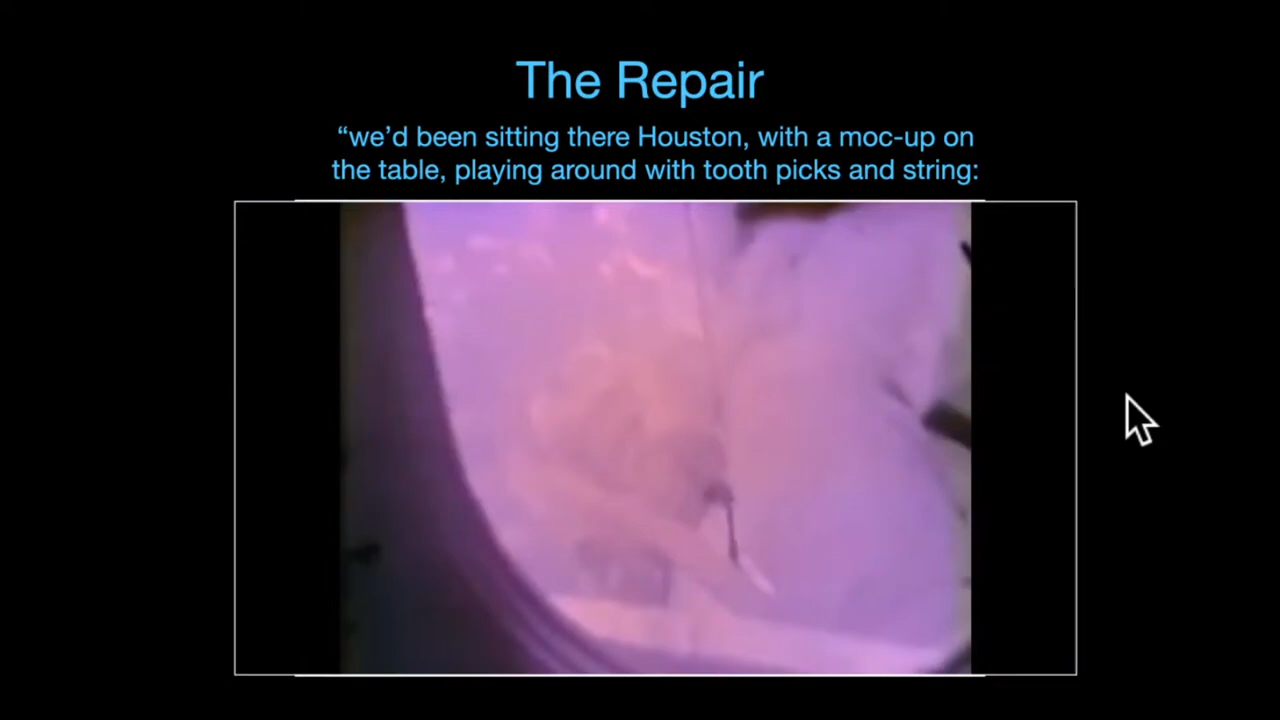 The Repair
“we’d been sitting there Houston, with a moc-up on
the table, playing around with tooth picks and string: